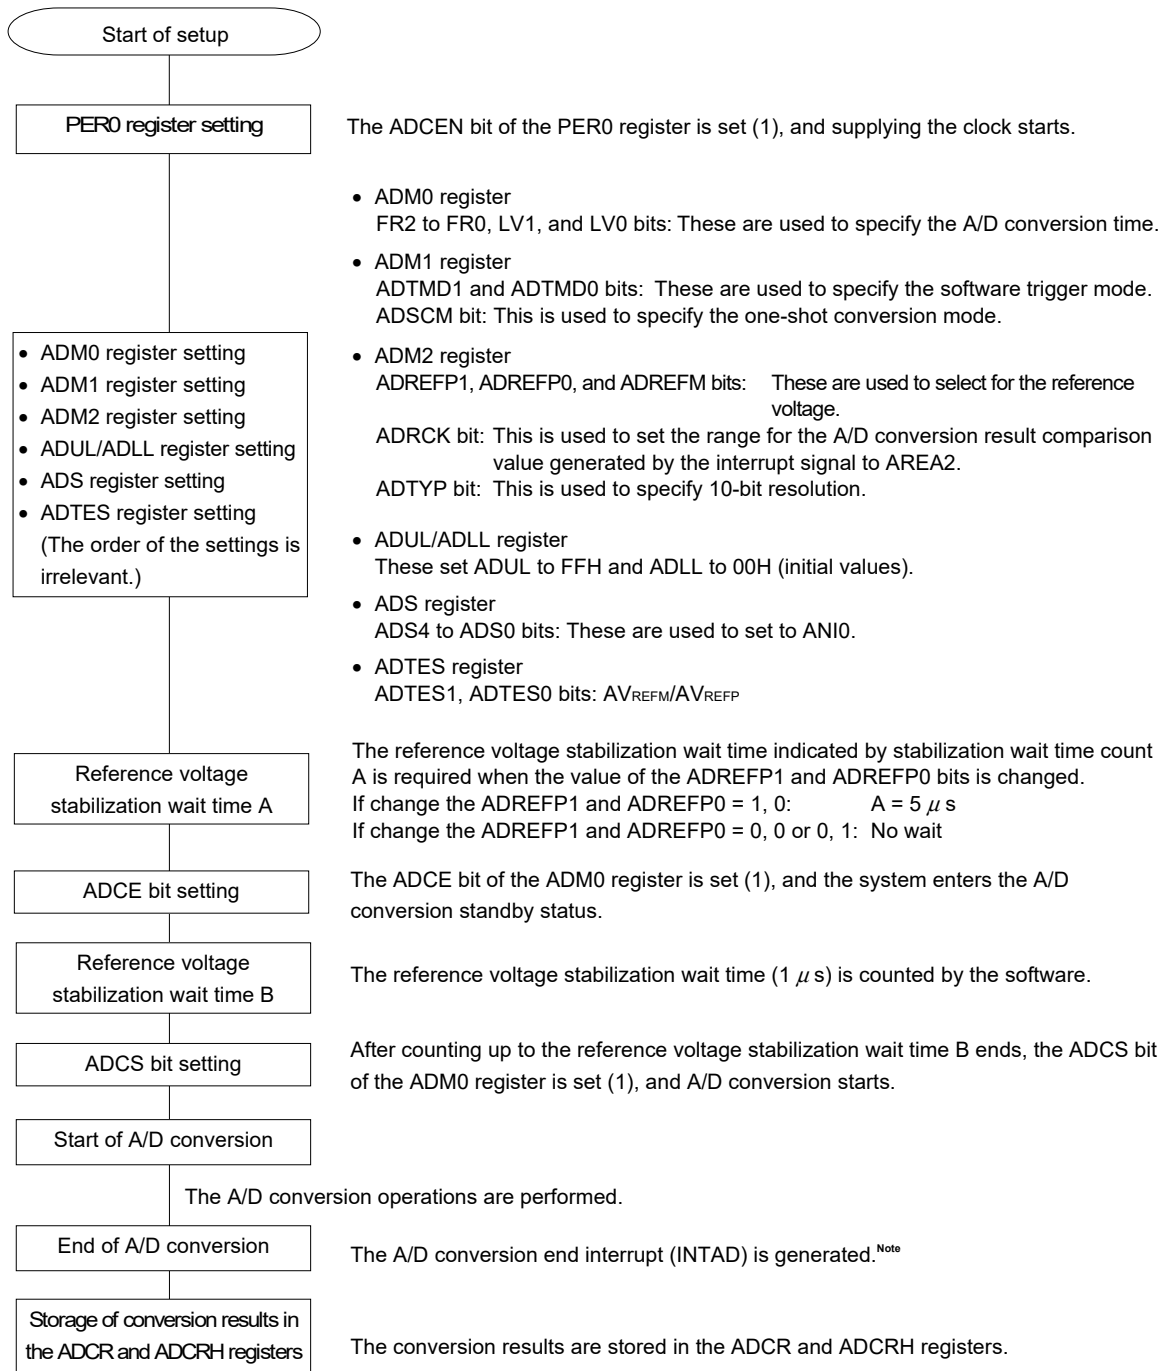 Start of setup
PER0 register setting
The ADCEN bit of the PER0 register is set (1), and supplying the clock starts.
• ADM0 register setting
• ADM1 register setting
• ADM2 register setting
• ADUL/ADLL register setting
• ADS register setting
• ADTES register setting
(The order of the settings is
irrelevant.)
• ADM0 register
FR2 to FR0, LV1, and LV0 bits: These are used to specify the A/D conversion time.
• ADM1 register
ADTMD1 and ADTMD0 bits: These are used to specify the software trigger mode.
ADSCM bit: This is used to specify the one-shot conversion mode.
• ADM2 register
ADREFP1, ADREFP0, and ADREFM bits: These are used to select for the reference
voltage.
ADRCK bit: This is used to set the range for the A/D conversion result comparison
value generated by the interrupt signal to AREA2.
ADTYP bit: This is used to specify 10-bit resolution.
• ADUL/ADLL register
These set ADUL to FFH and ADLL to 00H (initial values).
• ADS register
ADS4 to ADS0 bits: These are used to set to ANI0.
• ADTES register
ADTES1, ADTES0 bits: AVREFM/AVREFP
Reference voltage
stabilization wait time A
The reference voltage stabilization wait time indicated by stabilization wait time count
A is required when the value of the ADREFP1 and ADREFP0 bits is changed.
If change the ADREFP1 and ADREFP0 = 1, 0: A = 5 μ s
If change the ADREFP1 and ADREFP0 = 0, 0 or 0, 1: No wait
ADCE bit setting
The ADCE bit of the ADM0 register is set (1), and the system enters the A/D
conversion standby status.
Reference voltage
stabilization wait time B
The reference voltage stabilization wait time (1 μ s) is counted by the software.
ADCS bit setting
After counting up to the reference voltage stabilization wait time B ends, the ADCS bit
of the ADM0 register is set (1), and A/D conversion starts.
Start of A/D conversion
The A/D conversion operations are performed.
End of A/D conversion
The A/D conversion end interrupt (INTAD) is generated.Note
Storage of conversion results in
the ADCR and ADCRH registers
The conversion results are stored in the ADCR and ADCRH registers.